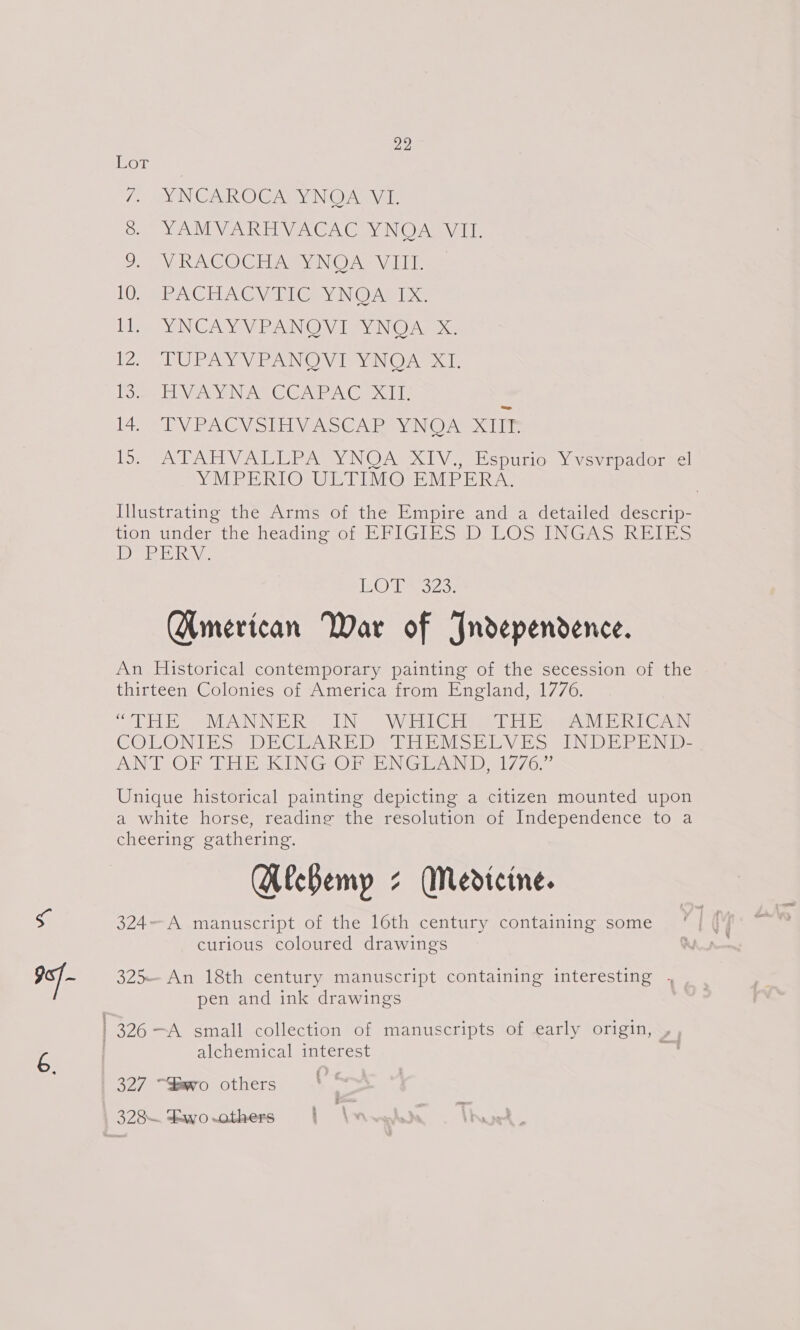 22
LOT
7. YNCAROCA YNQA VI.
8. YAMVARHVACAC YNQA VII.
9. VRACOCHA YNQA VIII.
10. PACHACVTIC YNQA IX.
11. YNCAYVPANQVI YNQA X.
12. TUPAYVPANQVI YNQA XI.
13. HVAYNA CCAPAC XII.
14. TVPACVSIHVASCAP YNQA XIII.
15. ATAHVALLPA YNQA XIV., Espurio Yvsvrpador el
YMPERIO ULTIMO EMPERA.
Illustrating the Arms of the Empire and a detailed descrip-
tion under the heading of EFIGIES D LOS INGAS REIES
D PERV.
LOT 323.
American War of Independence.
An Historical contemporary painting of the secession of the
thirteen Colonies of America from England, 1776.
“THE MANNER IN WHICH THE AMERICAN
COLONIES DECLARED THEMSELVES INDEPEND-
ANT OF THE KING OF ENGLAND, 1776.”
Unique historical painting depicting a citizen mounted upon
a white horse, reading the resolution of Independence to a
cheering gathering.
Alchemy : Medicine.
324 A manuscript of the 16th century containing some
curious coloured drawings
325 An 18th century manuscript containing interesting
pen and ink drawings
326 A small collection of manuscripts of early origin,
alchemical interest
6.
327 Two others
328 Two others